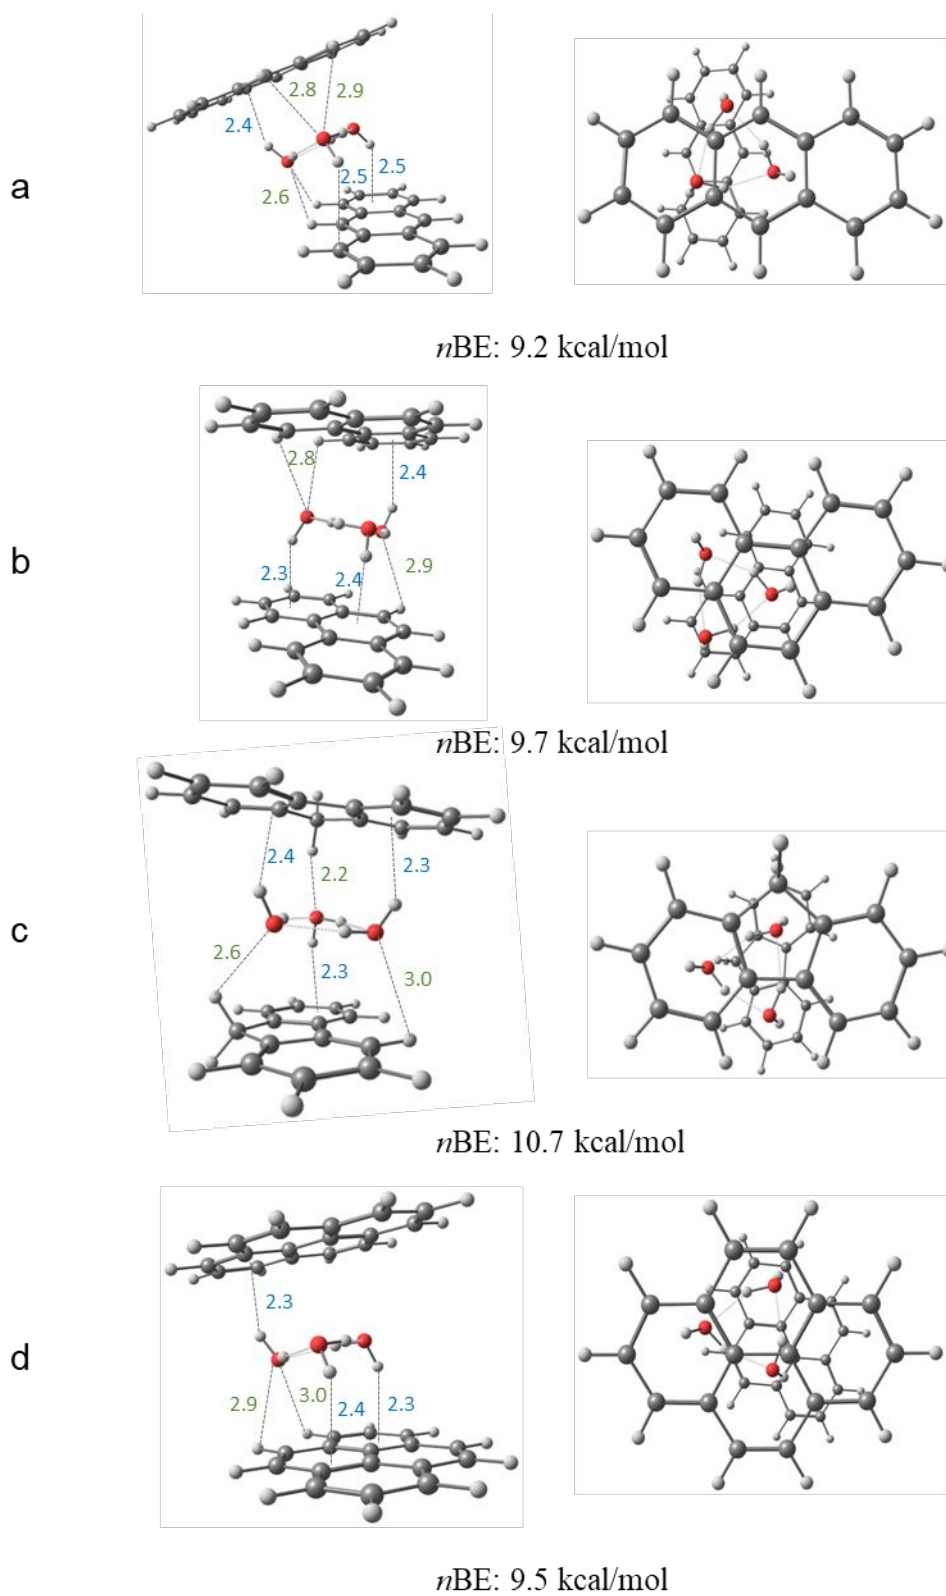 a
2.8 2.9
2.4
2.5 2.5
2.6
nBE: 9.2 kcal/mol
b
2.8
2.4
2.3 2.4 2.9
nBE: 9.7 kcal/mol
c
2.4 2.2 2.3
2.6 2.3 3.0
nBE: 10.7 kcal/mol
d
2.3
2.9 3.0 2.4 2.3
nBE: 9.5 kcal/mol